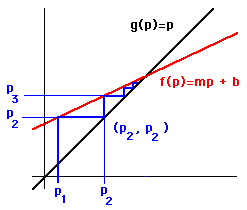 g(p)=p
f(p)=mp + b
p3
p2
(p2, p2)
p1
p2